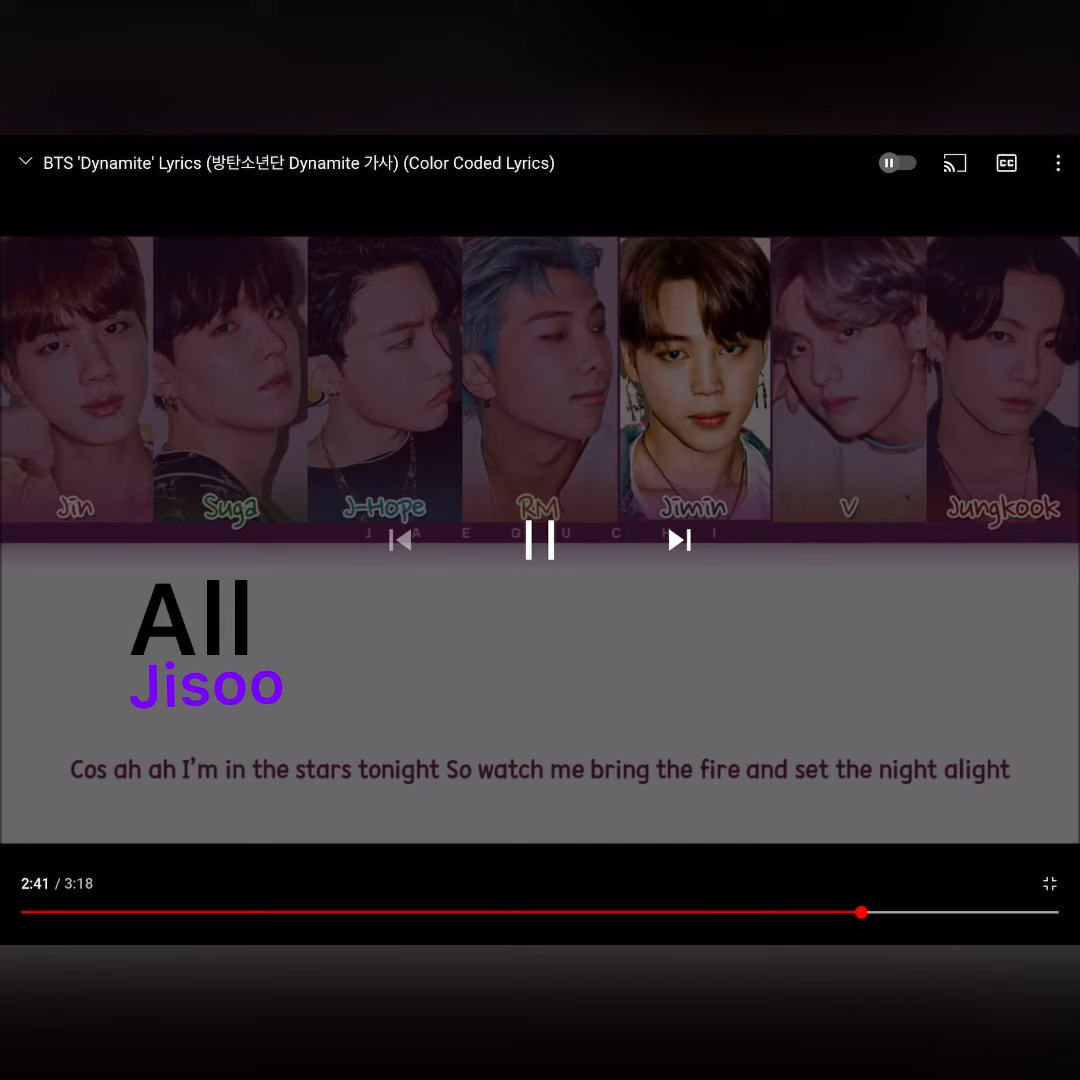 BTS 'Dynamite' Lyrics (방탄소년단 Dynamite 가사) (Color Coded Lyrics)
CC
Jin Suga J-Hope RM Jimin V Jungkook
J A E G U C H I
All
Jisoo
Cos ah ah I'm in the stars tonight So watch me bring the fire and set the night alight
2:41 / 3:18